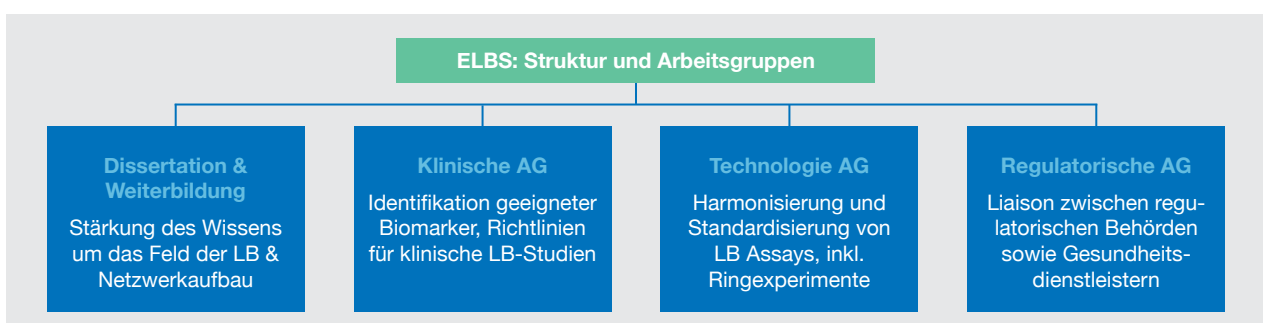 ELBS: Struktur und Arbeitsgruppen
Dissertation &
Weiterbildung
Stärkung des Wissens
um das Feld der LB &
Netzwerkaufbau
Klinische AG
Identifikation geeigneter
Biomarker, Richtlinien
für klinische LB-Studien
Technologie AG
Harmonisierung und
Standardisierung von
LB Assays, inkl.
Ringexperimente
Regulatorische AG
Liaison zwischen regu-
latorischen Behörden
sowie Gesundheits-
dienstleistern